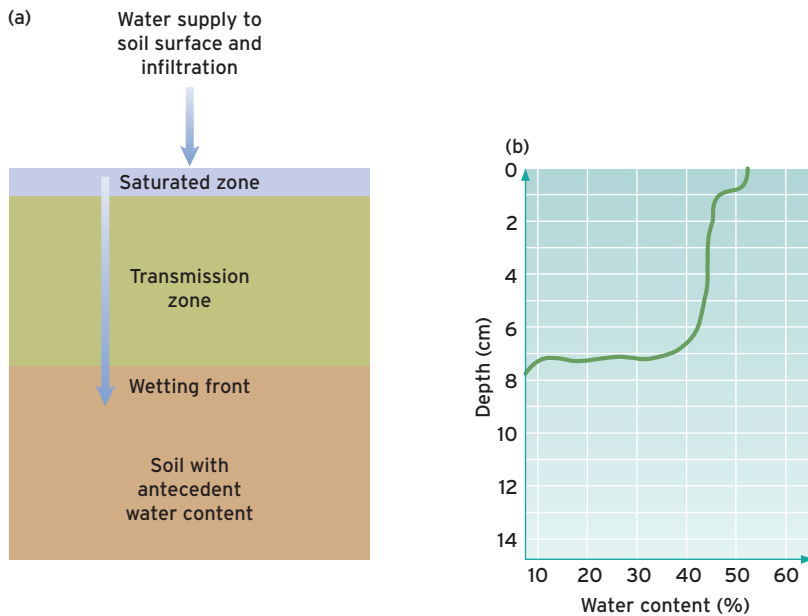 (a)
Water supply to
soil surface and
infiltration
Saturated zone
Transmission
zone
Wetting front
Soil with
antecedent
water content
(b)
0
2
4
6
8
10
12
14
Depth (cm)
10 20 30 40 50 60
Water content (%)